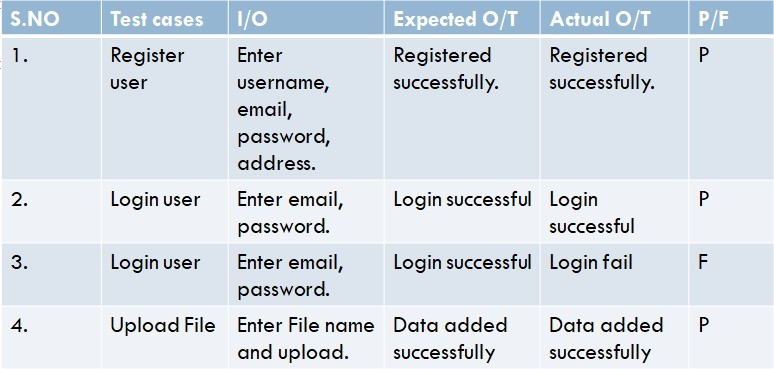 S.NO Test cases I/O Expected O/T Actual O/T P/F
1. Register Enter Registered Registered P
user username, successfully. successfully.
email,
password,
address.
2. Login user Enter email, Login successful Login P
password. successful
3. Login user Enter email, Login successful Login fail F
password.
4. Upload File Enter File name Data added Data added P
and upload. successfully successfully